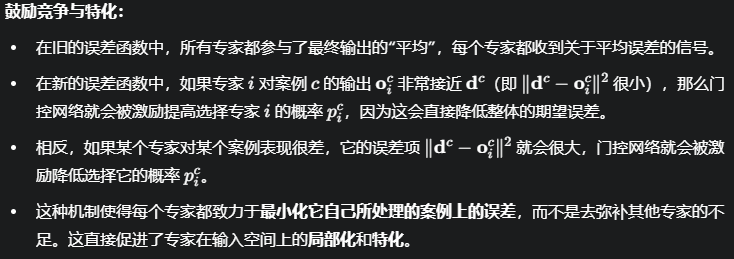 鼓励竞争与特化：
• 在旧的误差函数中，所有专家都参与了最终输出的“平均”，每个专家都收到关于平均误差的信号。
• 在新的误差函数中，如果专家 i 对案例 c 的输出 𝐨ᵢᶜ 非常接近 𝐝ᶜ（即 ‖𝐝ᶜ − 𝐨ᵢᶜ‖² 很小），那么门
控网络就会被激励提高选择专家 i 的概率 pᵢᶜ，因为这会直接降低整体的期望误差。
• 相反，如果某个专家对某个案例表现很差，它的误差项 ‖𝐝ᶜ − 𝐨ᵢᶜ‖² 就会很大，门控网络就会被激
励降低选择它的概率 pᵢᶜ。
• 这种机制使得每个专家都致力于最小化它自己所处理的案例上的误差，而不是去弥补其他专家的不
足。这直接促进了专家在输入空间上的局部化和特化。